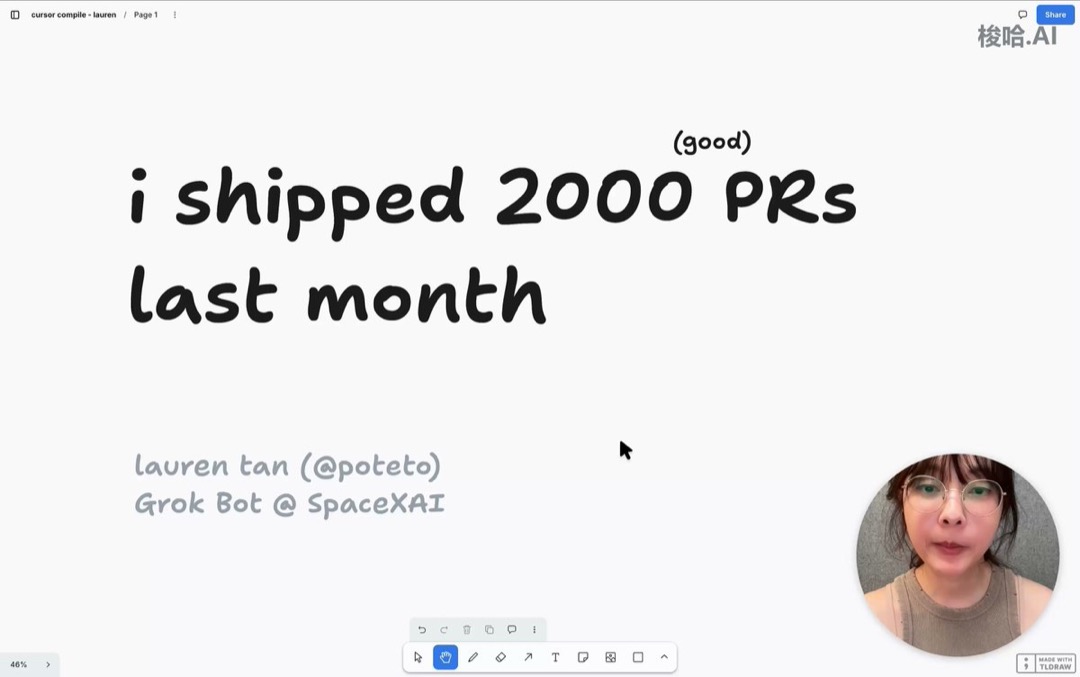 cursor compile - lauren / Page 1
Share
梭哈.AI
(good)
i shipped 2000 PRs
last month
lauren tan (@poteto)
Grok Bot @ SpaceXAI
T
46%
MADE WITH
TLDRAW